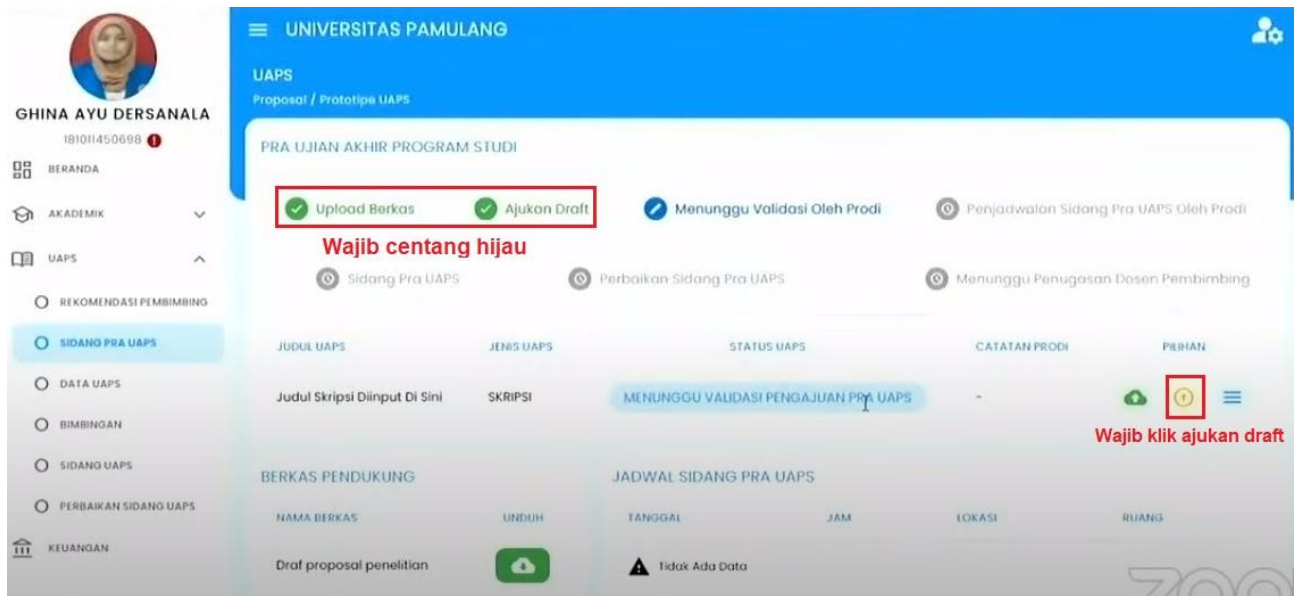 UNIVERSITAS PAMULANG
UAPS
Proposal / Prototipe UAPS
GHINA AYU DERSANALA
181011450698
BERANDA
AKADEMIK
UAPS
REKOMENDASI PEMBIMBING
SIDANG PRA UAPS
DATA UAPS
BIMBINGAN
SIDANG UAPS
PERBAIKAN SIDANG UAPS
KEUANGAN
PRA UJIAN AKHIR PROGRAM STUDI
Upload Berkas
Ajukan Draft
Menunggu Validasi Oleh Prodi
Penjadwalan Sidang Pra UAPS Oleh Prodi
Wajib centang hijau
Sidang Pra UAPS
Perbaikan Sidang Pra UAPS
Menunggu Penugasan Dosen Pembimbing
JUDUL UAPS JENIS UAPS STATUS UAPS CATATAN PRODI PILIHAN
Judul Skripsi Diinput Di Sini SKRIPSI MENUNGGU VALIDASI PENGAJUAN PRA UAPS -
Wajib klik ajukan draft
BERKAS PENDUKUNG
NAMA BERKAS UNDUH
Draf proposal penelitian
JADWAL SIDANG PRA UAPS
TANGGAL JAM LOKASI RUANG
Tidak Ada Data
zoom